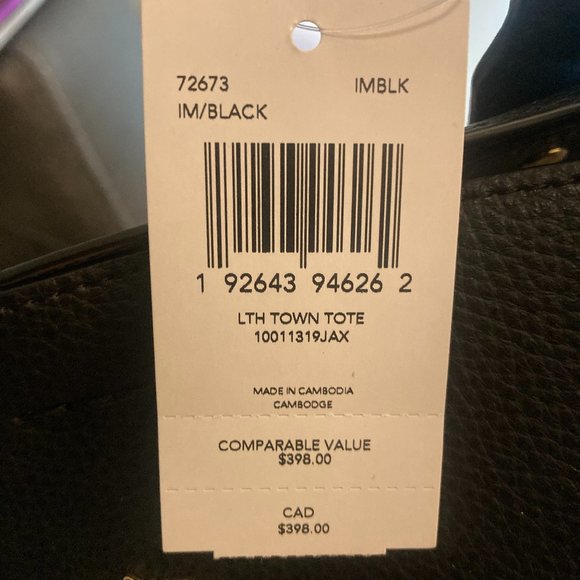 72673 IMBLK
IM/BLACK
1 92643 94626 2
LTH TOWN TOTE
10011319JAX
MADE IN CAMBODIA
CAMBODGE
COMPARABLE VALUE
$398.00
CAD
$398.00